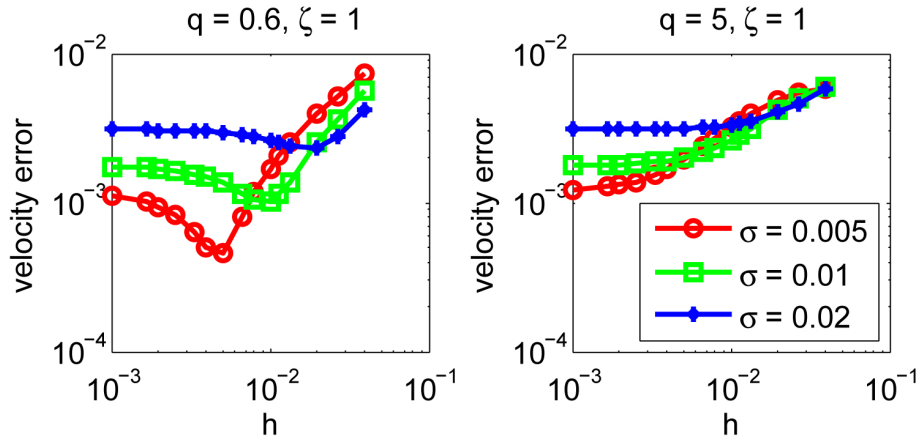 q = 0.6, ζ = 1
velocity error
10⁻²
10⁻³
10⁻⁴
10⁻³
10⁻²
10⁻¹
h
q = 5, ζ = 1
velocity error
10⁻²
10⁻³
10⁻⁴
10⁻³
10⁻²
10⁻¹
h
σ = 0.005
σ = 0.01
σ = 0.02